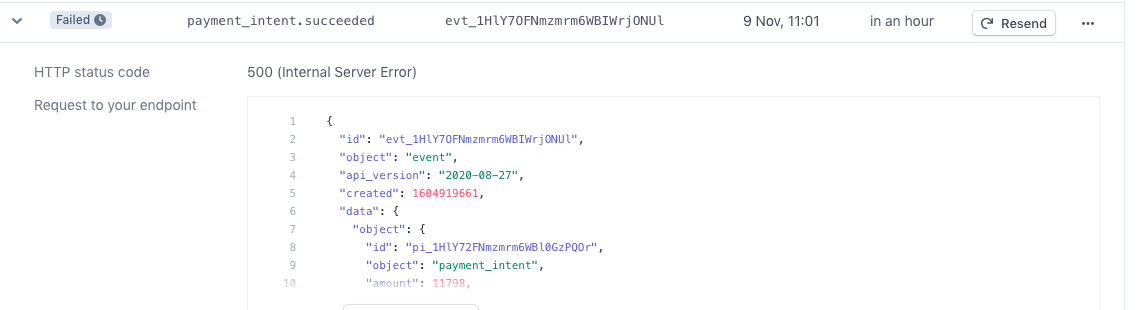 Failed payment_intent.succeeded evt_1HlY7OFNmzmrm6WBIWrjONUl 9 Nov, 11:01 in an hour Resend ...
HTTP status code 500 (Internal Server Error)
Request to your endpoint
1 {
2 "id": "evt_1HlY7OFNmzmrm6WBIWrjONUl",
3 "object": "event",
4 "api_version": "2020-08-27",
5 "created": 1604919661,
6 "data": {
7 "object": {
8 "id": "pi_1HlY72FNmzmrm6WBl0GzPQOr",
9 "object": "payment_intent",
10 "amount": 11798,